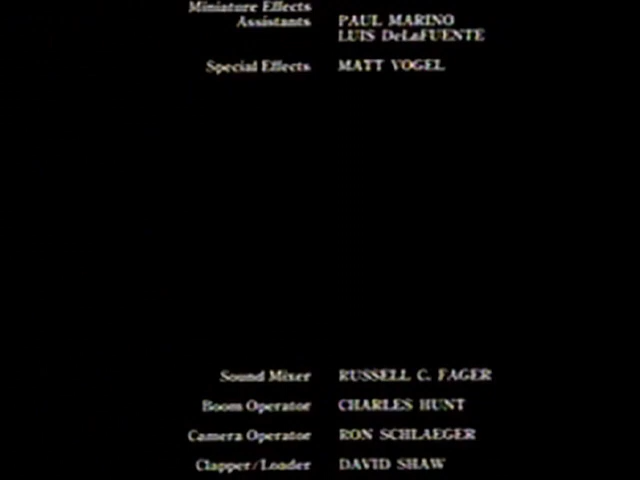 Miniature Effects
Assistants PAUL MARINO
LUIS DeLaFUENTE
Special Effects MATT VOGEL
Sound Mixer RUSSELL C. FAGER
Boom Operator CHARLES HUNT
Camera Operator RON SCHLAEGER
Clapper/Loader DAVID SHAW